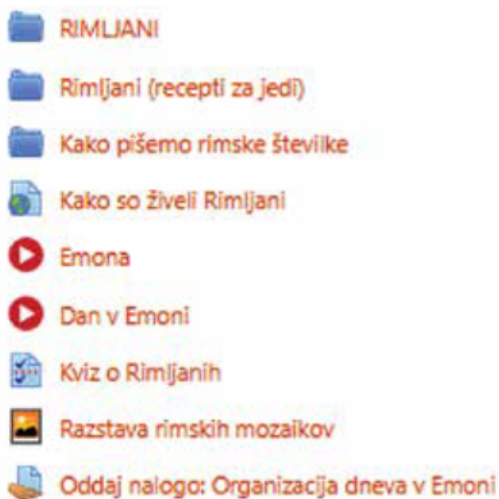 RIMLJANI
Rimljani (recepti za jedi)
Kako pišemo rimske številke
Kako so živeli Rimljani
Emona
Dan v Emoni
Kviz o Rimljanih
Razstava rimskih mozaikov
Oddaj nalogo: Organizacija dneva v Emoni